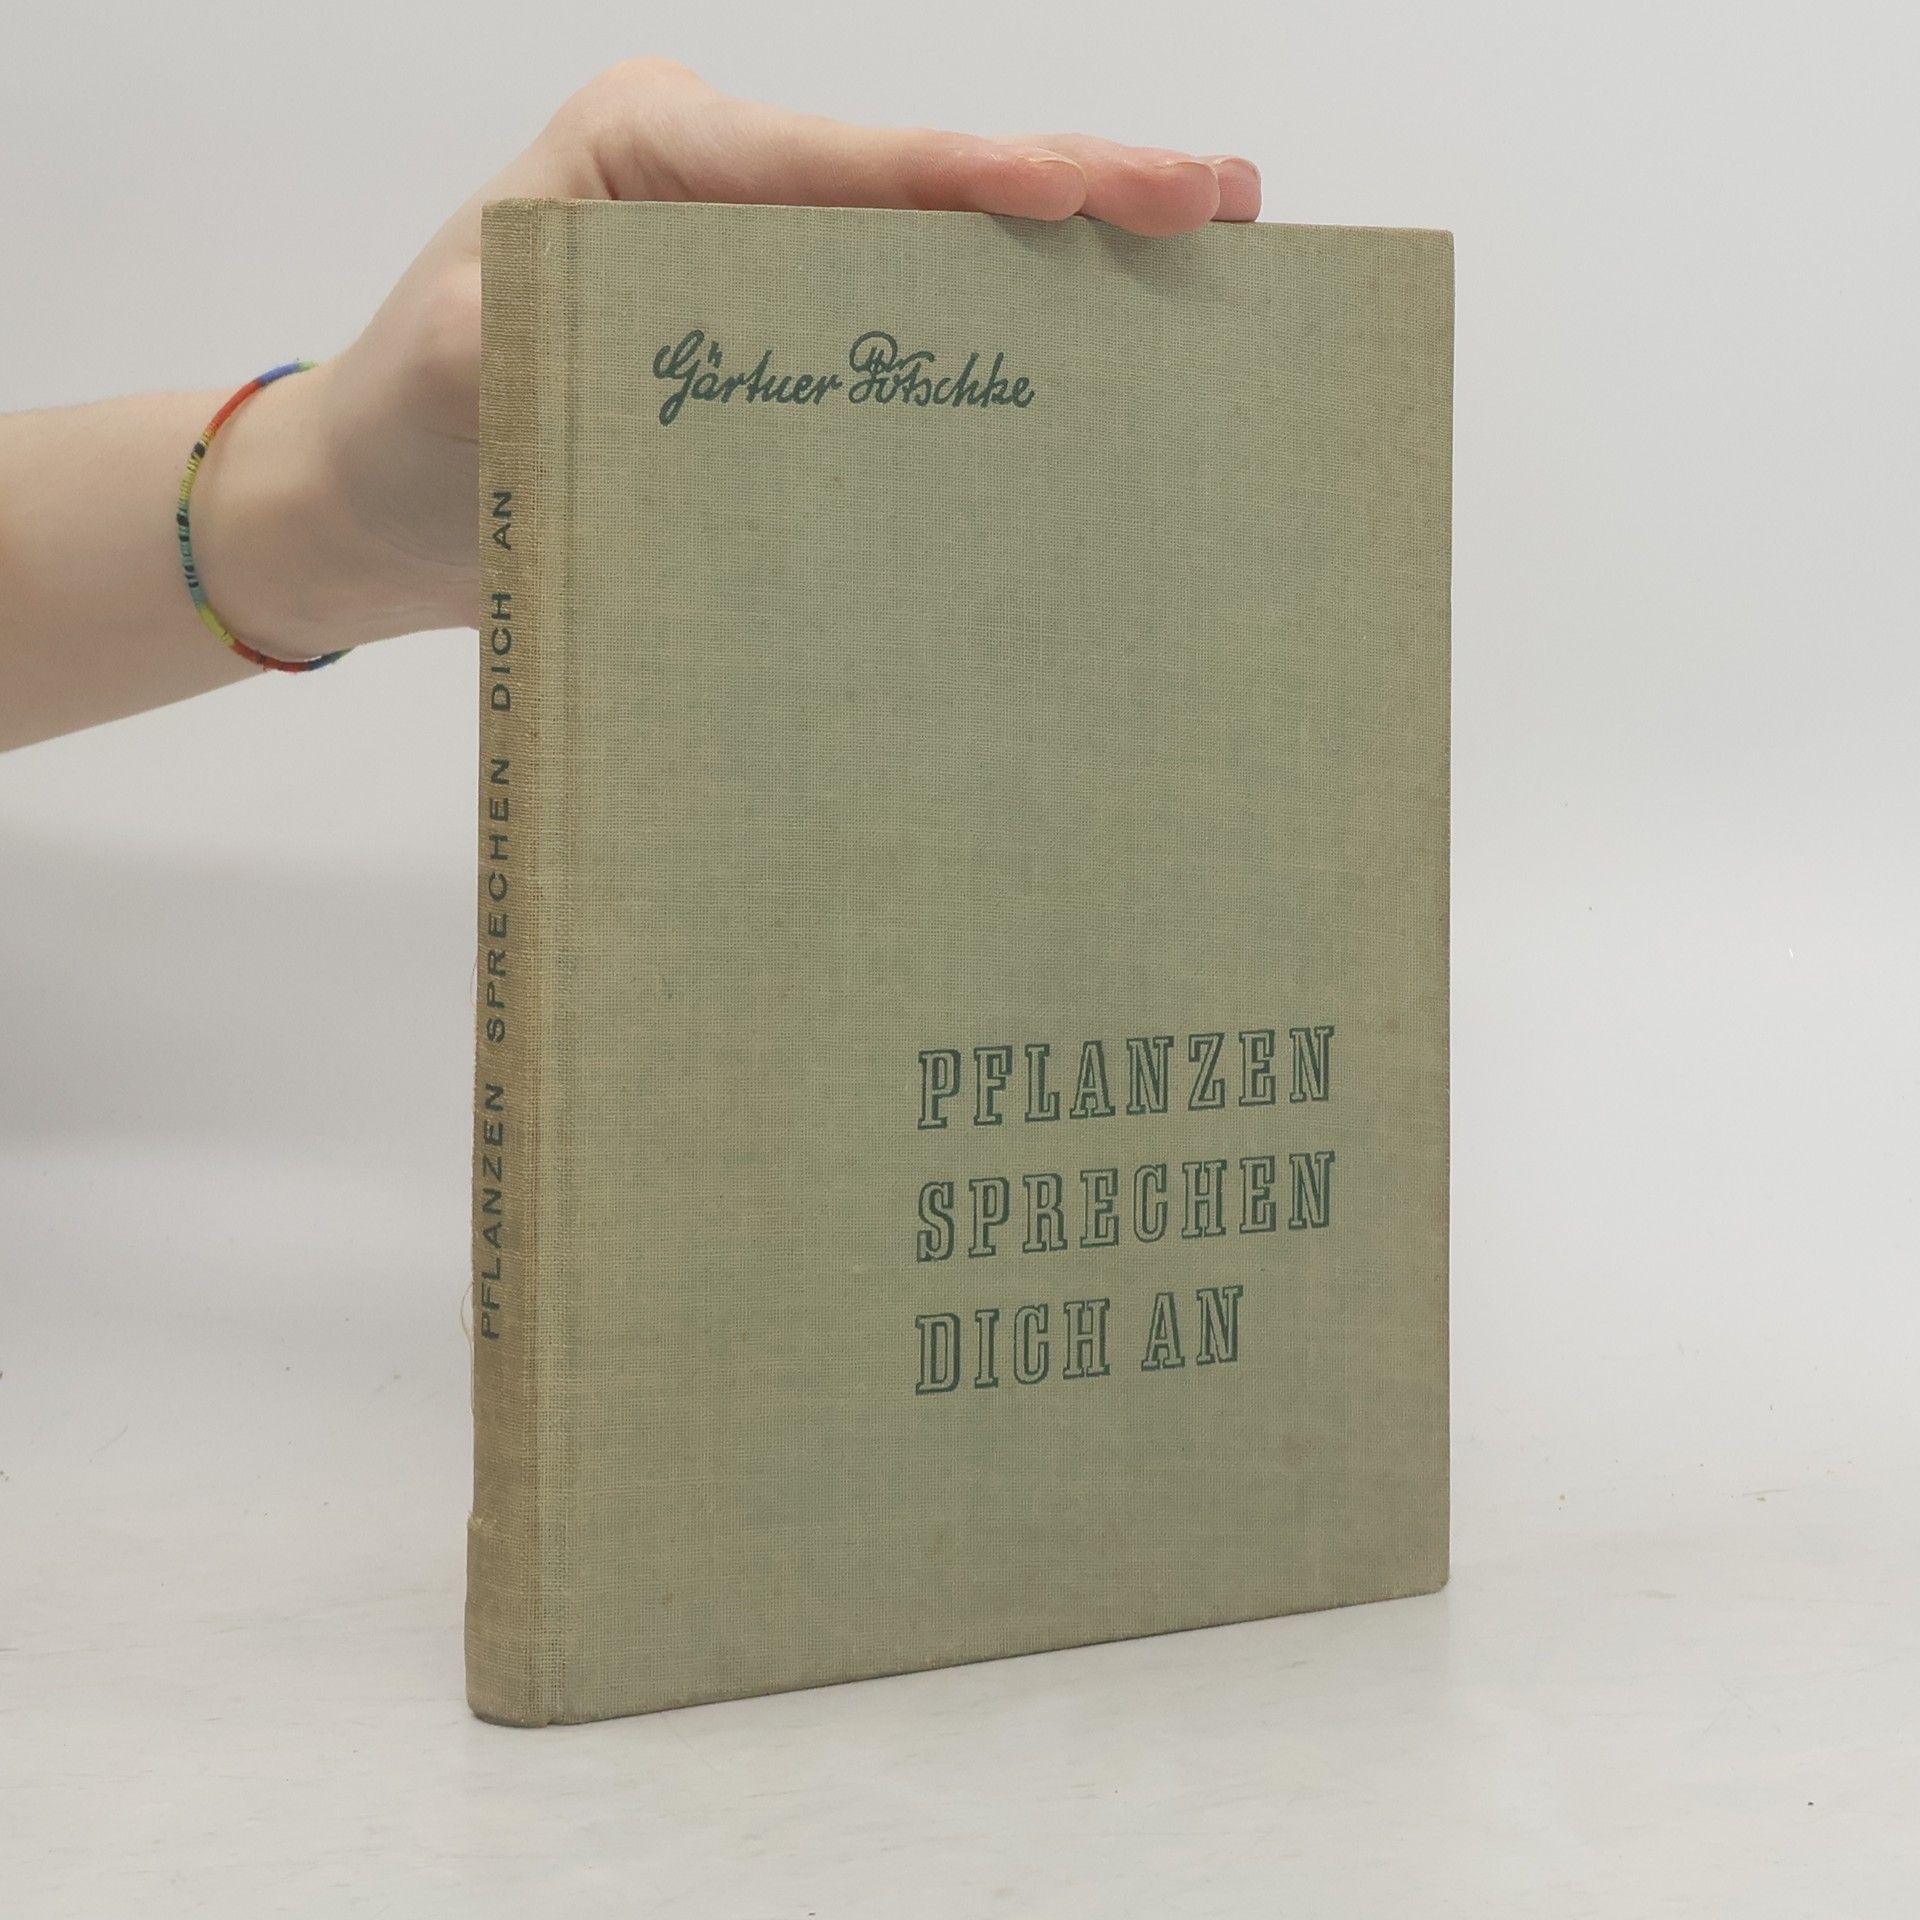 Gärtner Pötschke
PFLANZEN
SPRECHEN
DICH AN
PFLANZEN SPRECHEN DICH AN